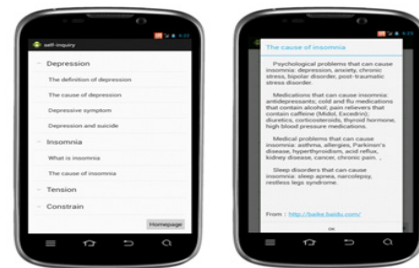 self-inquiry
Depression
The definition of depression
The cause of depression
Depressive symptom
Depression and suicide
Insomnia
What is insomnia
The cause of insomnia
Tension
Constrain
Homepage
The cause of insomnia
Psychological problems that can cause
insomnia: depression, anxiety, chronic
stress, bipolar disorder, post-traumatic
stress disorder.
Medications that can cause insomnia:
antidepressants; cold and flu medications
that contain alcohol; pain relievers that
contain caffeine (Midol, Excedrin);
diuretics, corticosteroids, thyroid hormone,
high blood pressure medications.
Medical problems that can cause
insomnia: asthma, allergies, Parkinson's
disease, hyperthyroidism, acid reflux,
kidney disease, cancer, chronic pain. ,
Sleep disorders that can cause
insomnia: sleep apnea, narcolepsy,
restless legs syndrome.
From : http://baike.baidu.com/
OK